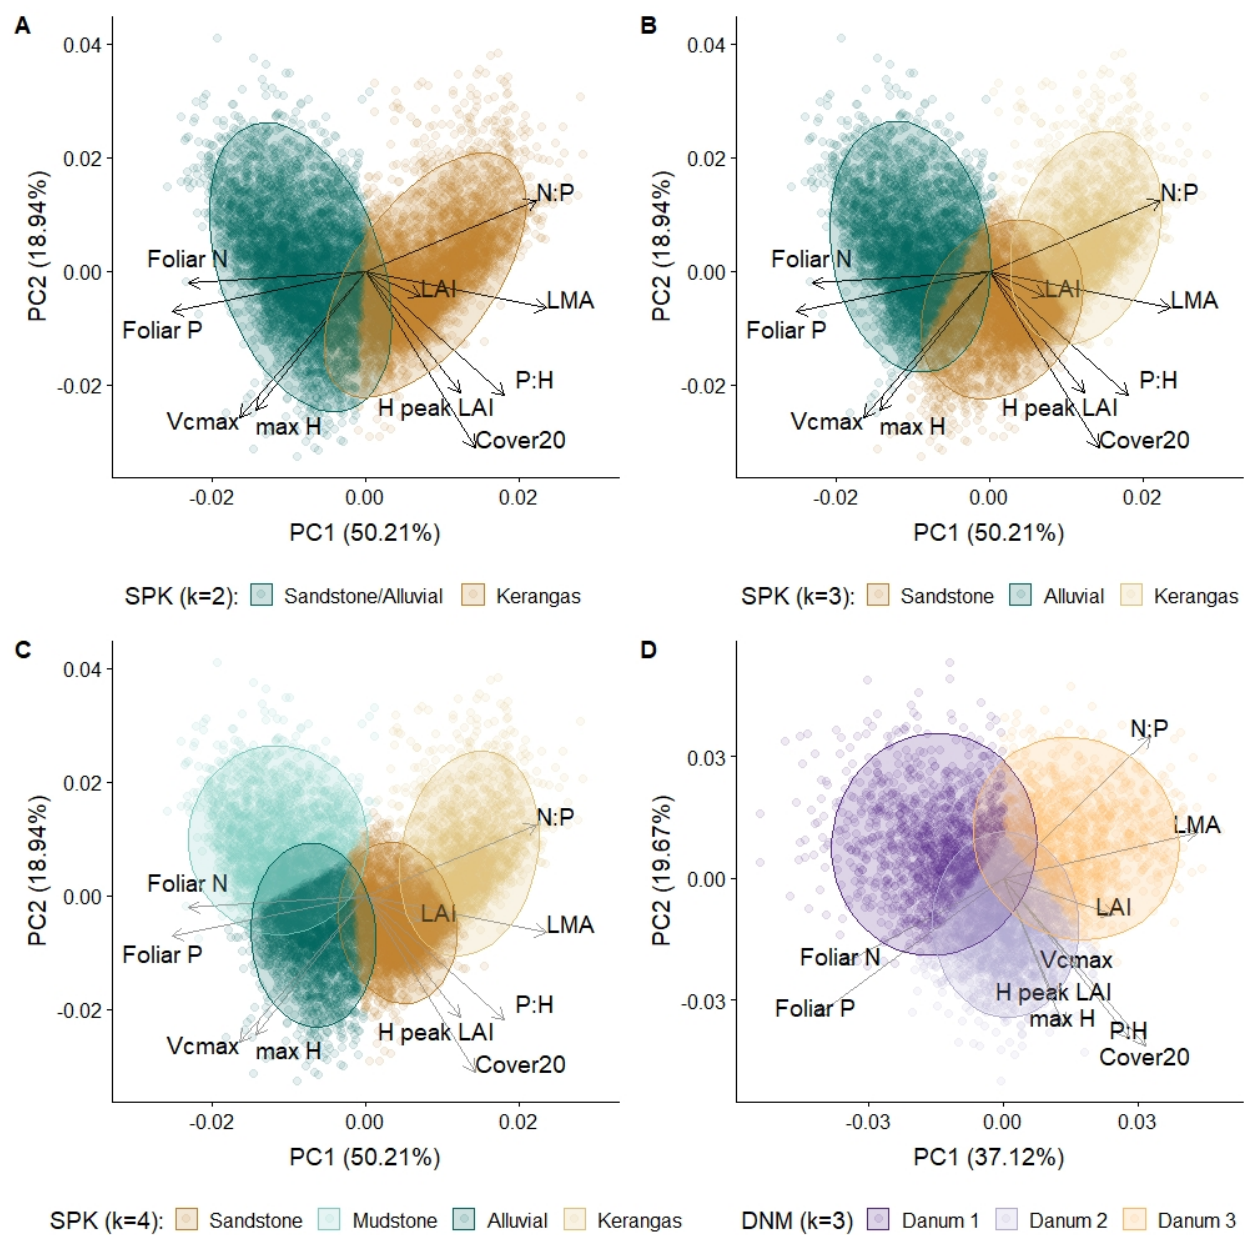 A
0.04
0.02
0.00
-0.02
PC2 (18.94%)
N:P
Foliar N
LAI
LMA
Foliar P
P:H
H peak LAI
Vcmax
max H
Cover20
-0.02 0.00 0.02
PC1 (50.21%)
SPK (k=2): Sandstone/Alluvial Kerangas
B
0.04
0.02
0.00
-0.02
PC2 (18.94%)
N:P
Foliar N
LAI
LMA
Foliar P
P:H
H peak LAI
Vcmax
max H
Cover20
-0.02 0.00 0.02
PC1 (50.21%)
SPK (k=3): Sandstone Alluvial Kerangas
C
0.04
0.02
0.00
-0.02
PC2 (18.94%)
N:P
Foliar N
LAI
LMA
Foliar P
P:H
H peak LAI
Vcmax
max H
Cover20
-0.02 0.00 0.02
PC1 (50.21%)
SPK (k=4): Sandstone Mudstone Alluvial Kerangas
D
0.03
0.00
-0.03
PC2 (19.67%)
N:P
LMA
LAI
Foliar N
Vcmax
H peak LAI
Foliar P
max H
P:H
Cover20
-0.03 0.00 0.03
PC1 (37.12%)
DNM (k=3) Danum 1 Danum 2 Danum 3